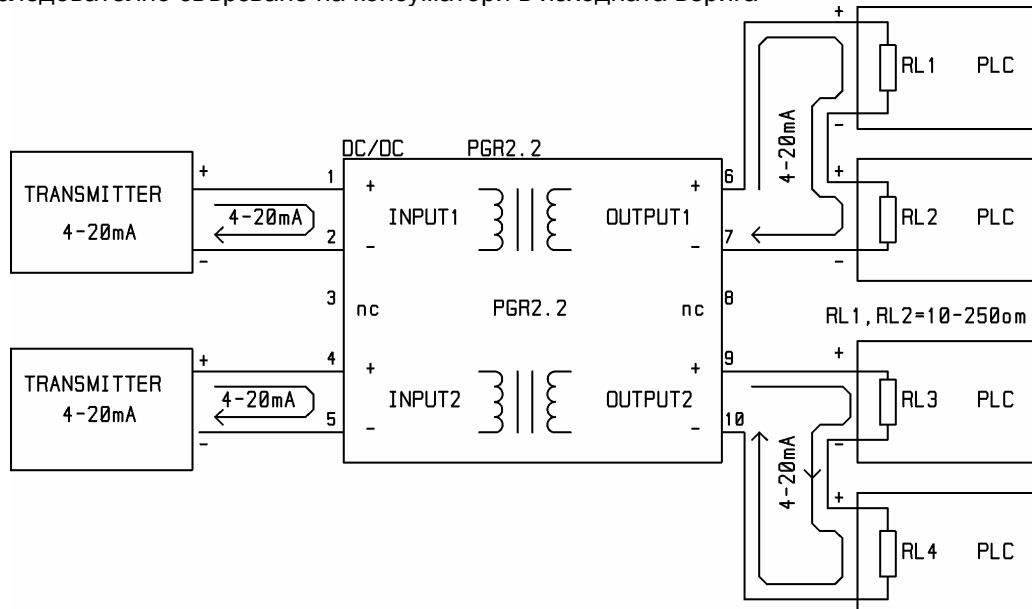 свързване на консуматори в изходната верига
DC/DC PGR2.2
TRANSMITTER
4-20mA
+
-
4-20mA
1
2
3
4
5
+
INPUT1
-
nc
PGR2.2
nc
+
INPUT2
-
+
OUTPUT1
-
+
OUTPUT2
-
6
7
8
9
10
TRANSMITTER
4-20mA
+
-
4-20mA
4-20mA
+
RL1 PLC
-
+
RL2 PLC
-
RL1,RL2=10-250om
4-20mA
+
RL3 PLC
-
+
RL4 PLC